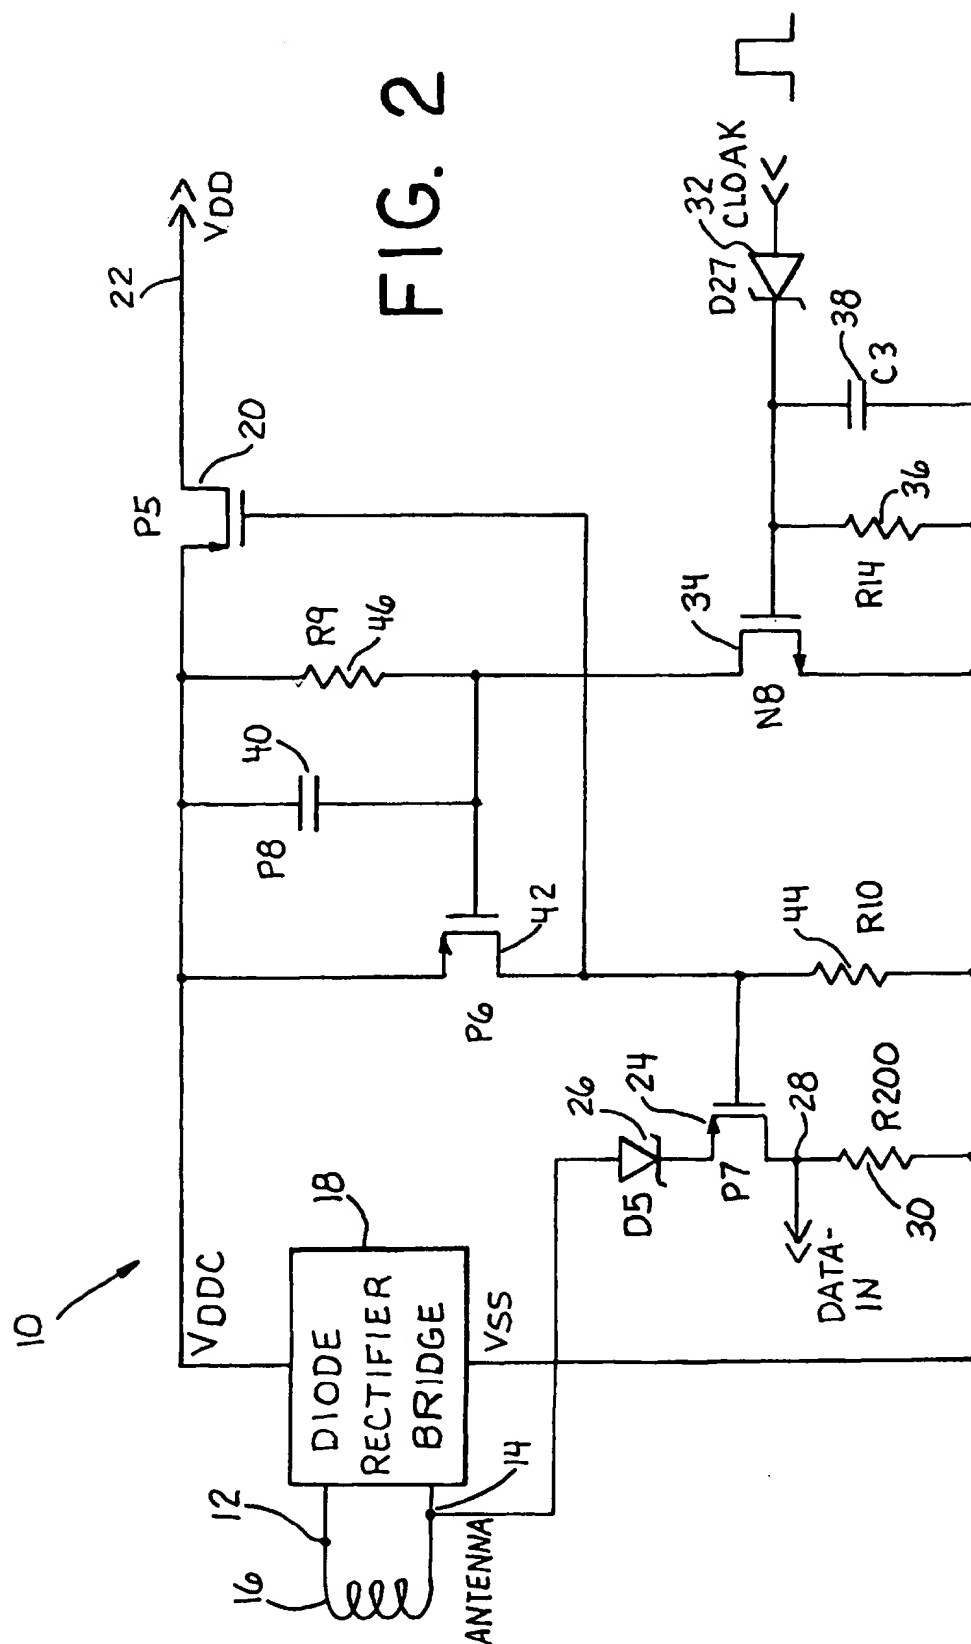 FIG. 2
10
VDDC
22
VDD
P5
20
R9
46
40
P8
42
P6
18
DIODE
RECTIFIER
BRIDGE
VSS
12
16
14
ANTENNA
26
D5
24
P7
28
DATA-
IN
R200
30
44
R10
34
N8
36
R14
38
C3
D27
32
CLOAK